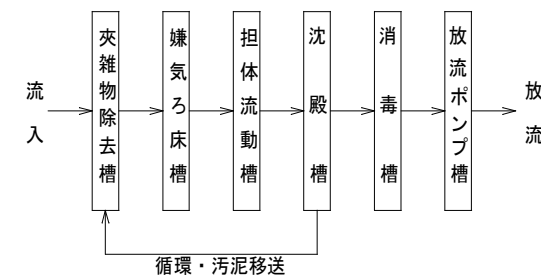 流入
夾雑物除去槽
嫌気ろ床槽
担体流動槽
沈殿槽
消毒槽
放流ポンプ槽
放流
循環・汚泥移送